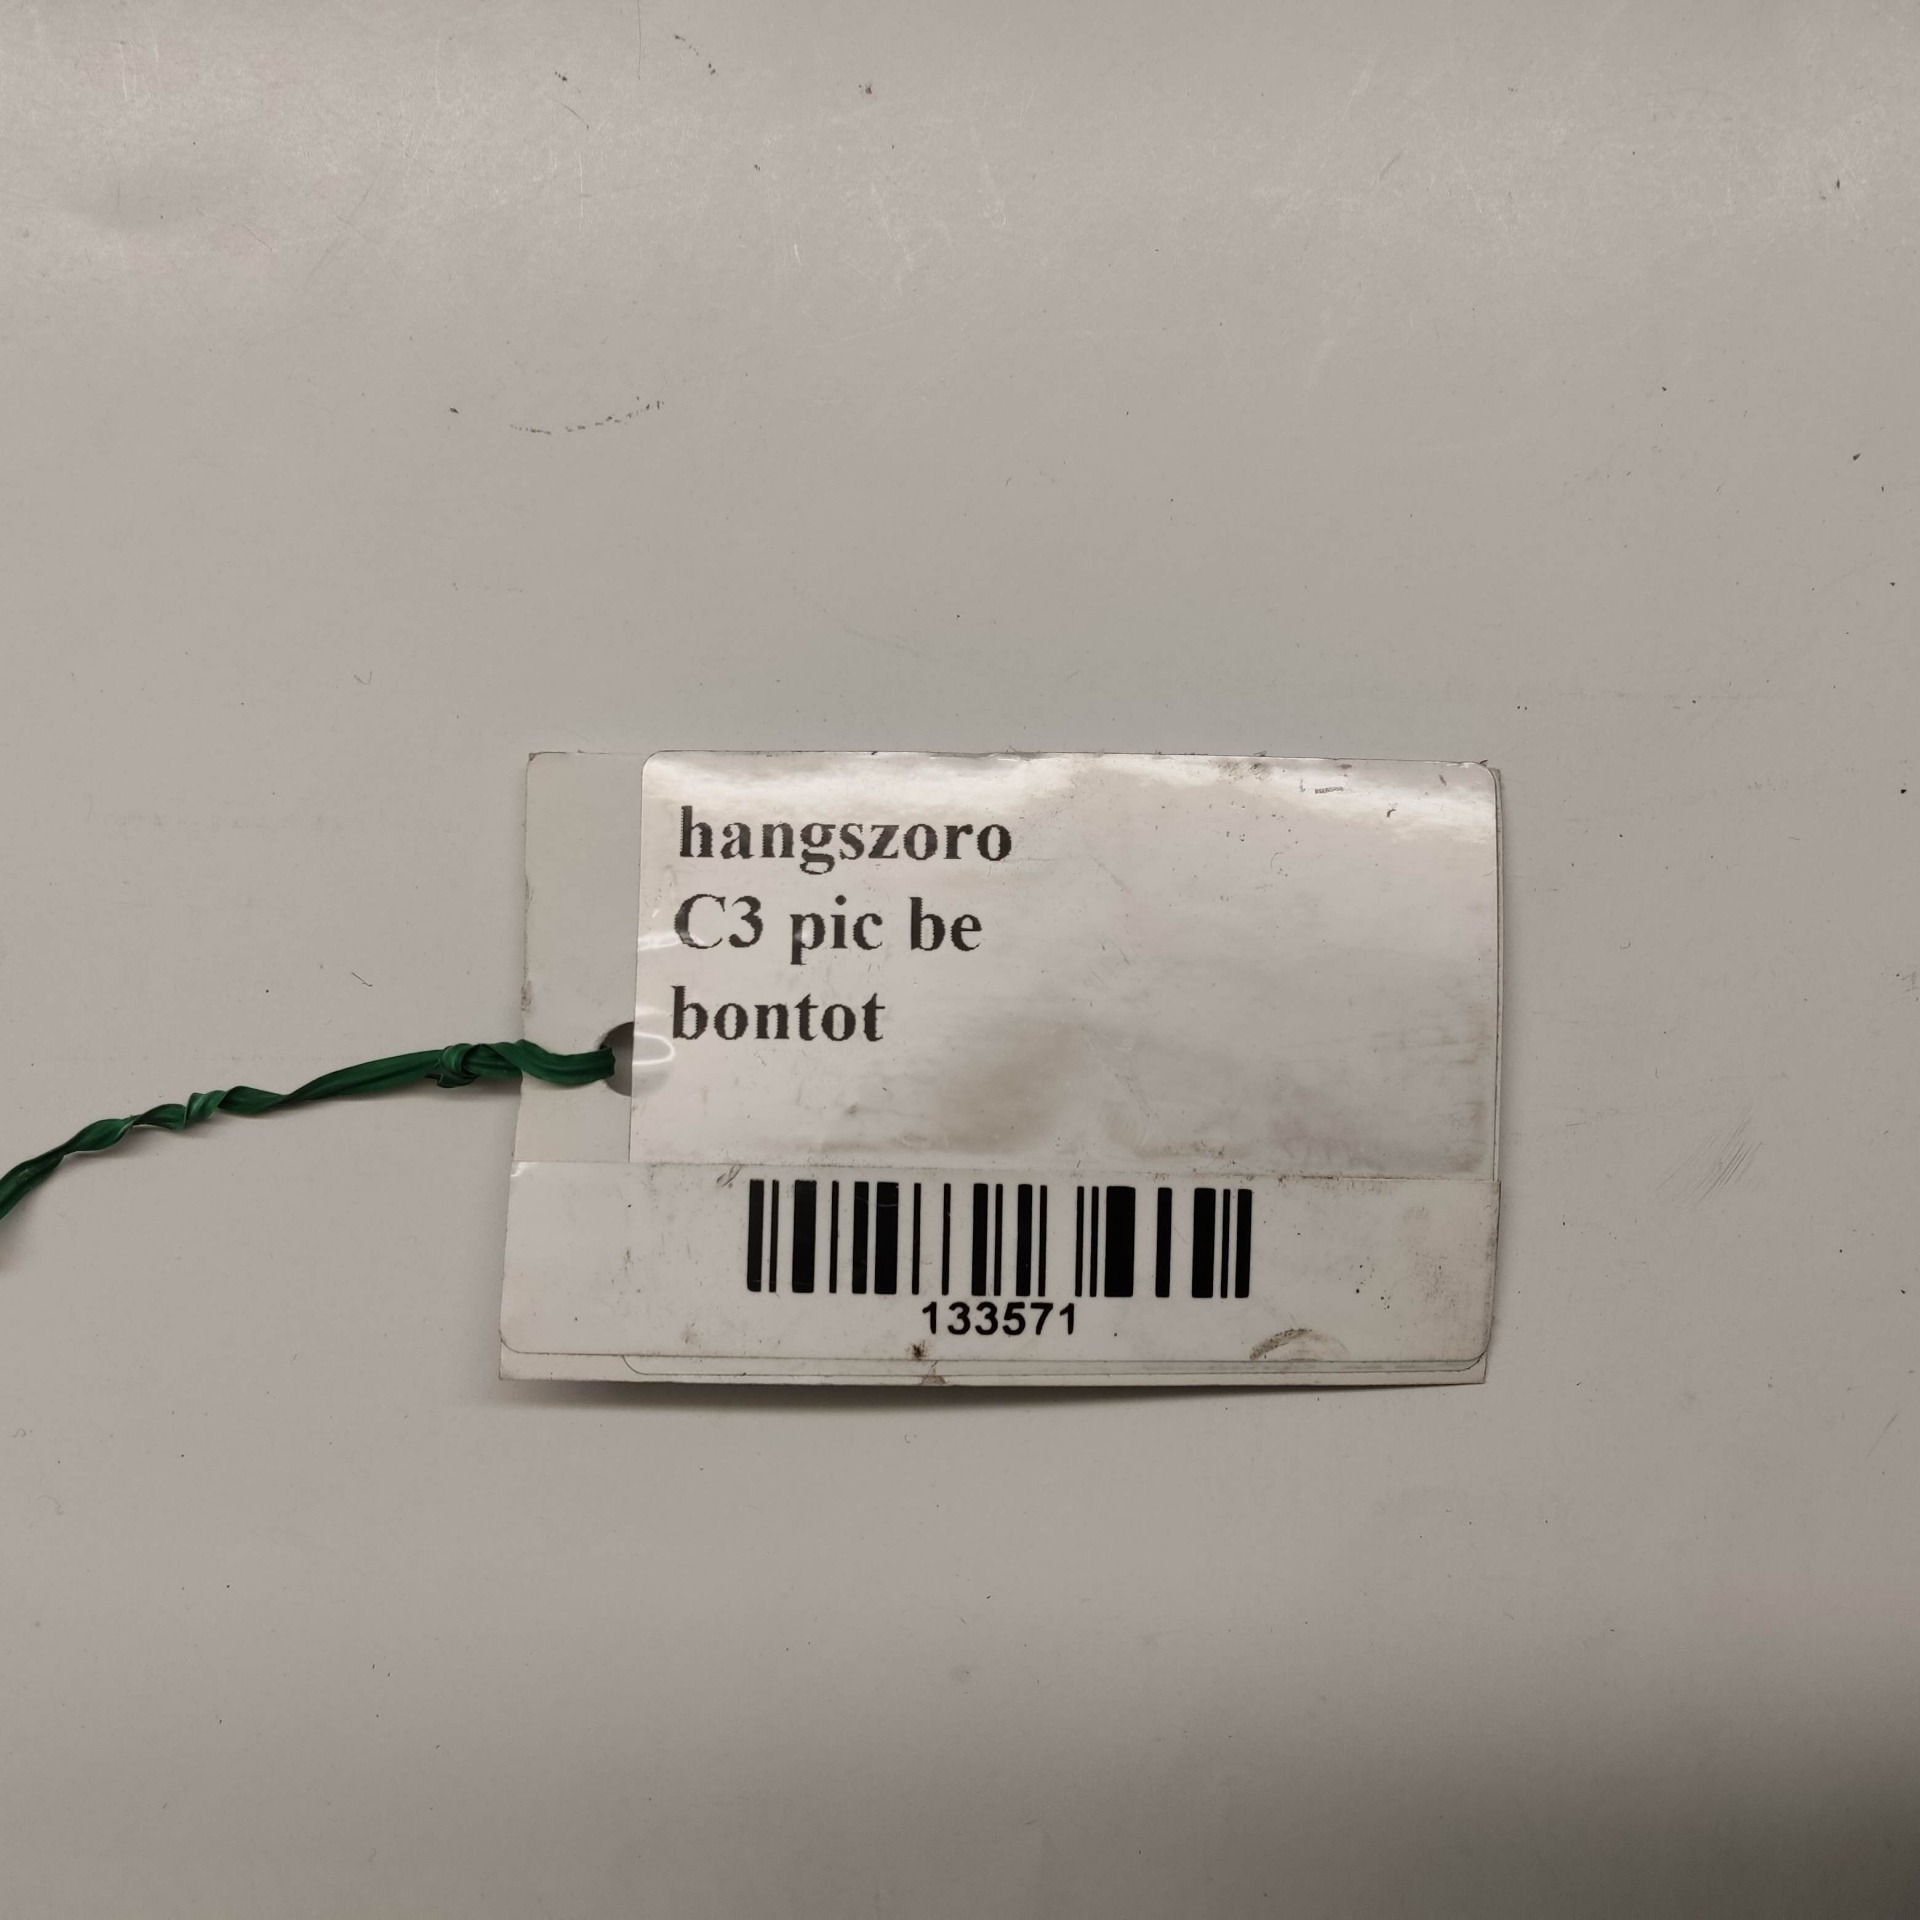 hangszoro
C3 pic be
bontot
133571